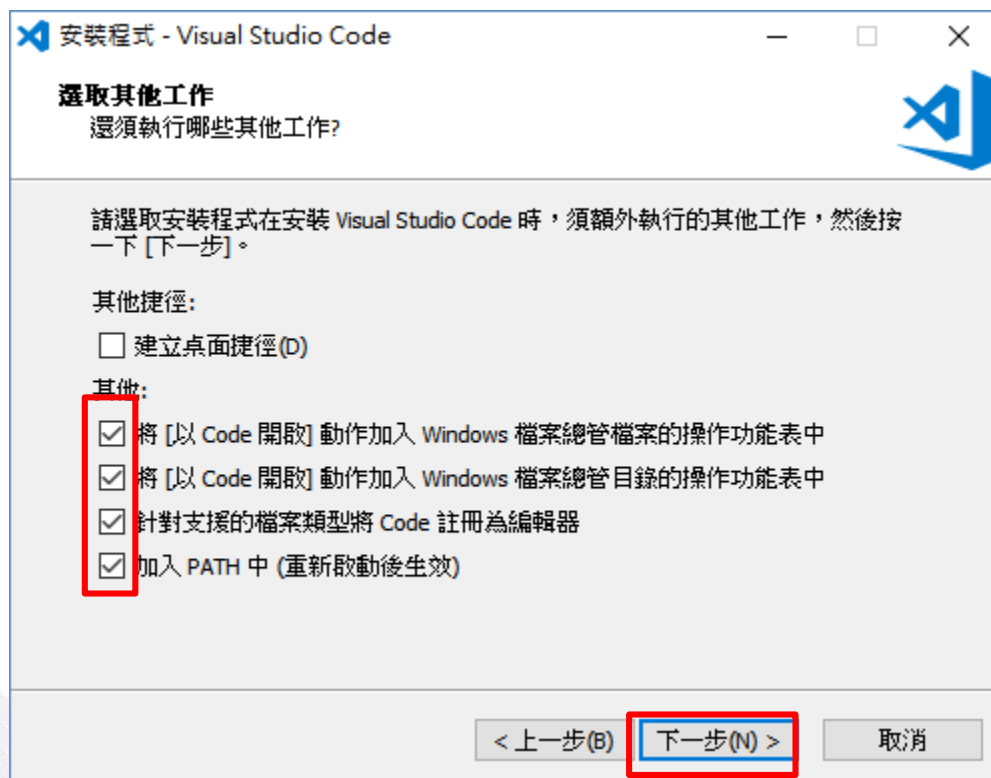 安裝程式 - Visual Studio Code
選取其他工作
還須執行哪些其他工作?
請選取安裝程式在安裝 Visual Studio Code 時，須額外執行的其他工作，然後按
一下 [下一步]。
其他捷徑:
建立桌面捷徑(D)
其他:
將 [以 Code 開啟] 動作加入 Windows 檔案總管檔案的操作功能表中
將 [以 Code 開啟] 動作加入 Windows 檔案總管目錄的操作功能表中
針對支援的檔案類型將 Code 註冊為編輯器
加入 PATH 中 (重新啟動後生效)
< 上一步(B) 下一步(N) > 取消